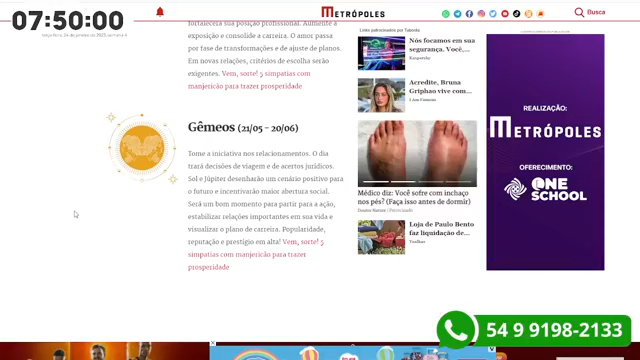 07:50:00
METRÓPOLES
Busca
fortalecerá sua posição profissional. Aumente a
exposição e consolide a carreira. O amor passa
por fase de transformações e de ajuste de planos.
Em novas relações, critérios de escolha serão
exigentes. Vem, sorte! 5 simpatias com
manjericão para trazer prosperidade
Gêmeos (21/05 - 20/06)
Tome a iniciativa nos relacionamentos. O dia
trará decisões de viagem e de acertos jurídicos.
Sol e Júpiter desenharão um cenário positivo para
o futuro e incentivarão maior abertura social.
Será um bom momento para partir para a ação,
estabilizar relações importantes em sua vida e
visualizar o plano de carreira. Popularidade,
reputação e prestígio em alta! Vem, sorte! 5
simpatias com manjericão para trazer
prosperidade
Links patrocinados por Taboola
Nós focamos em sua
segurança. Você,...
Kaspersky
Acredite, Bruna
Griphao vive com...
Médico diz: Você sofre com inchaço
nos pés? (Faça isso antes de dormir)
Loja de Paulo Bento
faz liquidação de...
REALIZAÇÃO:
METRÓPOLES
OFERECIMENTO:
ONE
SCHOOL
54 9 9198-2133